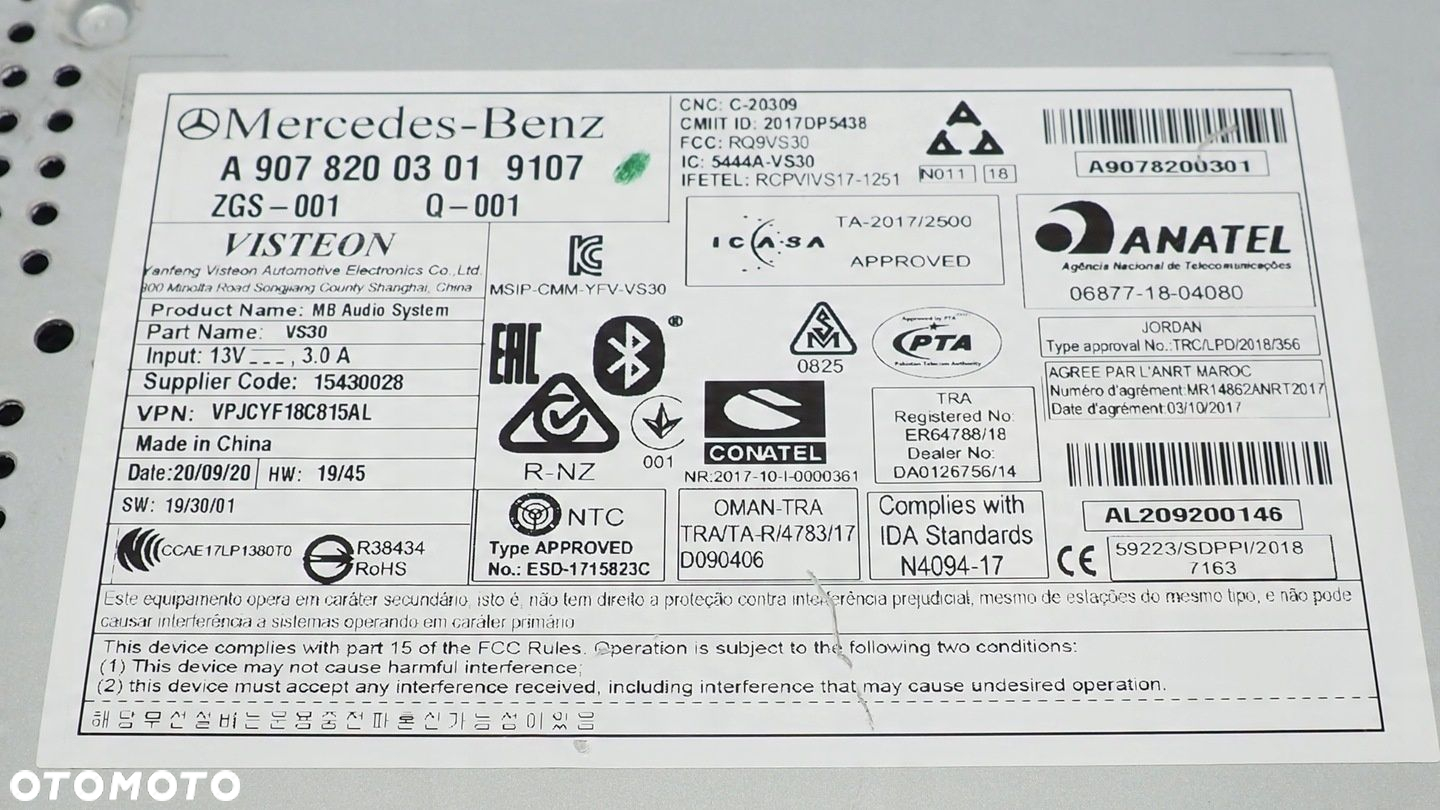 Mercedes-Benz
A 907 820 03 01 9107
ZGS-001 Q-001
VISTEON
Yanfeng Visteon Automotive Electronics Co.,Ltd.
300 Minolta Road Songjiang County Shanghai, China
Product Name: MB Audio System
Part Name: VS30
Input: 13V ⎓, 3.0 A
Supplier Code: 15430028
VPN: VPJCYF18C815AL
Made in China
Date:20/09/20 HW: 19/45
SW: 19/30/01
CCAE17LP1380T0
R38434
RoHS
CNC: C-20309
CMIIT ID: 2017DP5438
FCC: RQ9VS30
IC: 5444A-VS30
IFETEL: RCPVIVS17-1251
N011 18
A9078200301
ICASA
TA-2017/2500
APPROVED
ANATEL
Agência Nacional de Telecomunicações
06877-18-04080
MSIP-CMM-YFV-VS30
EAC
®
R-NZ
001
0825
CONATEL
NR:2017-10-I-0000361
Approved by PTA
PTA
Pakistan Telecom Authority
JORDAN
Type approval No.:TRC/LPD/2018/356
AGREE PAR L'ANRT MAROC
Numéro d'agrément:MR14862ANRT2017
Date d'agrément:03/10/2017
TRA
Registered No:
ER64788/18
Dealer No:
DA0126756/14
AL209200146
NTC
Type APPROVED
No.: ESD-1715823C
OMAN-TRA
TRA/TA-R/4783/17
D090406
Complies with
IDA Standards
N4094-17
CE
59223/SDPPI/2018
7163
Este equipamento opera em caráter secundário, isto é, não tem direito a proteção contra interferência prejudicial, mesmo de estações do mesmo tipo, e não pode
causar interferência a sistemas operando em caráter primário
This device complies with part 15 of the FCC Rules. Operation is subject to the following two conditions:
(1) This device may not cause harmful interference;
(2) this device must accept any interference received, including interference that may cause undesired operation.
해당무선설비는운용중전파혼신가능성이있음
OTOMOTO